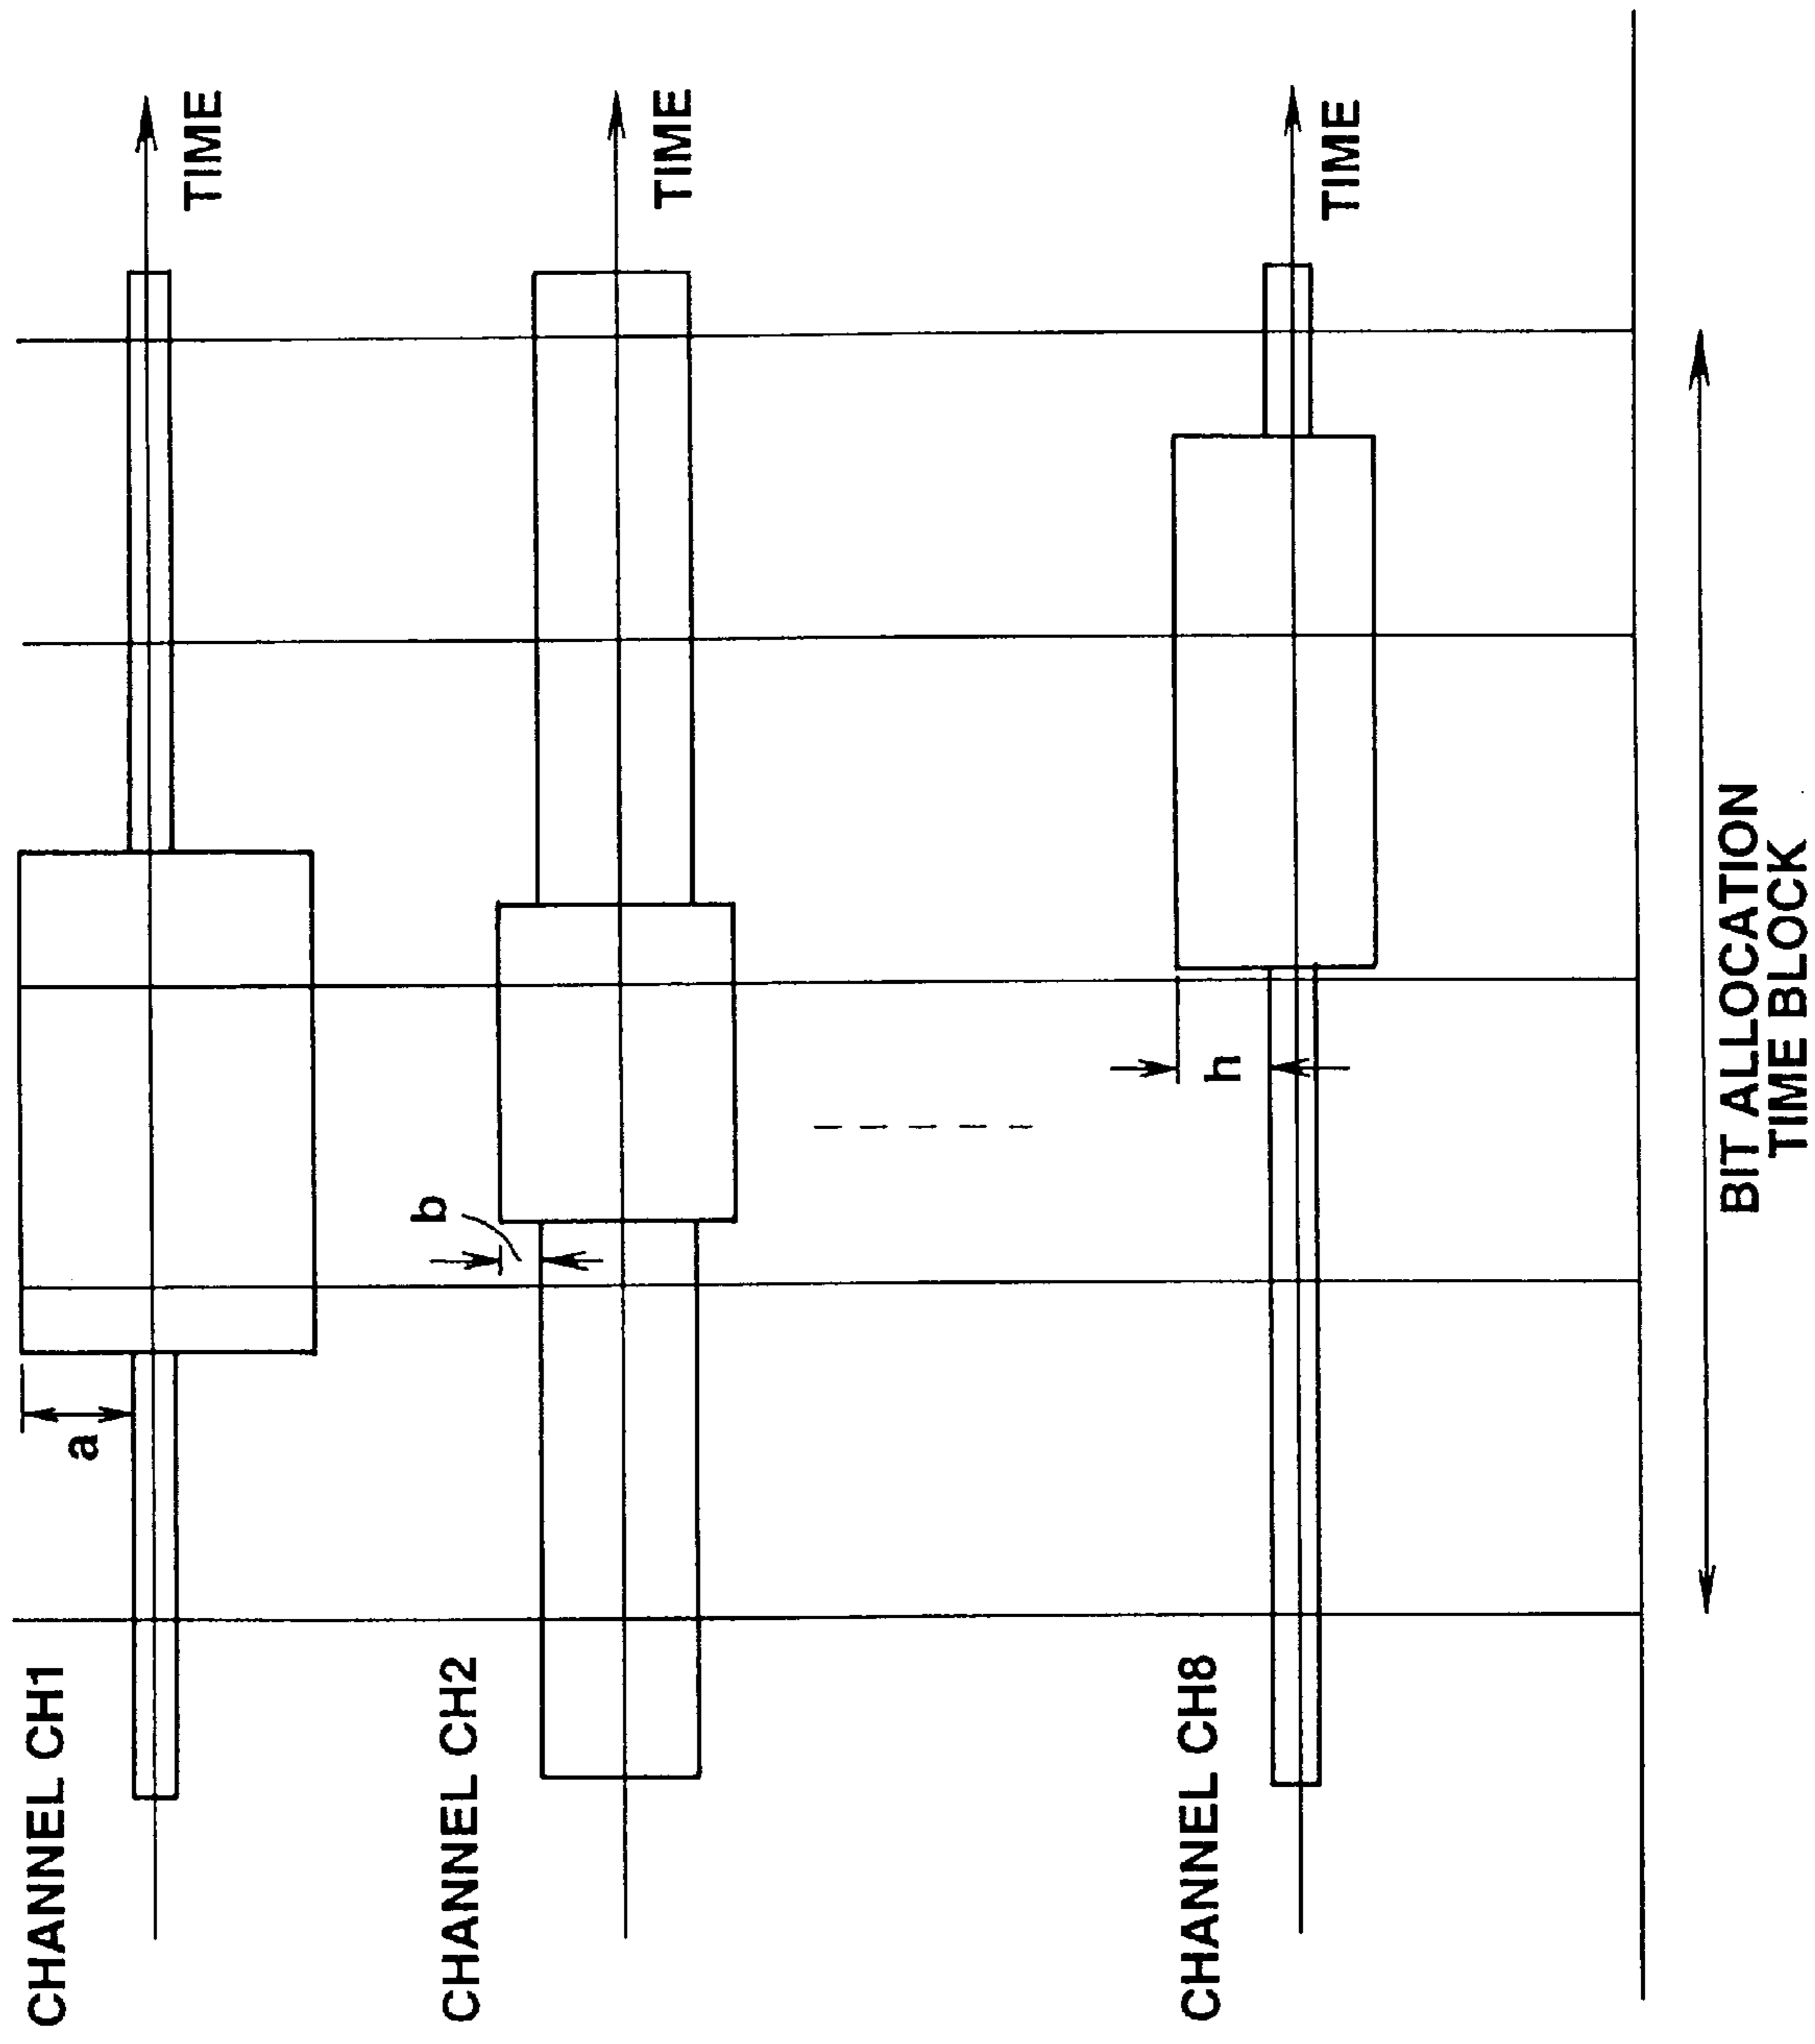 CHANNEL CH1
a
TIME
CHANNEL CH2
b
TIME
CHANNEL CH8
h
TIME
BIT ALLOCATION
TIME BLOCK